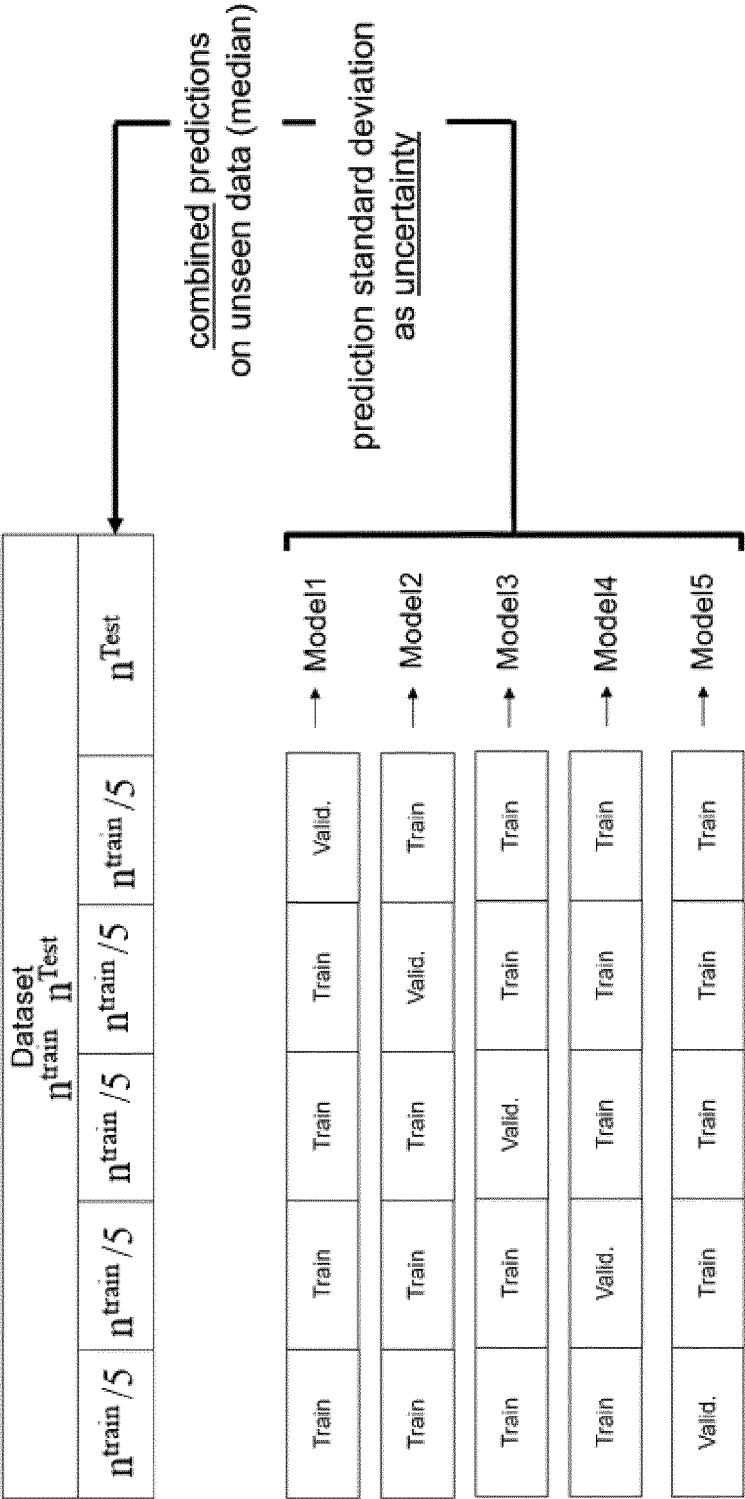 Dataset
n^train n^Test
n^train /5 n^train /5 n^train /5 n^train /5 n^train /5 n^Test
Train Train Train Train Valid. → Model1
Train Train Train Valid. Train → Model2
Train Train Valid. Train Train → Model3
Train Valid. Train Train Train → Model4
Valid. Train Train Train Train → Model5
combined predictions
on unseen data (median)
prediction standard deviation
as uncertainty